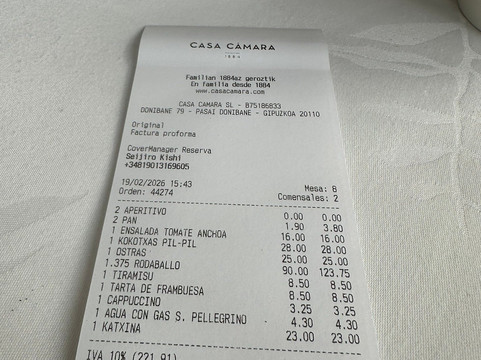 CASA CÁMARA
1884
Familian 1884az geroztik
En familia desde 1884
www.casacamara.com
CASA CAMARA SL - B75186833
DONIBANE 79 - PASAI DONIBANE - GIPUZKOA 20110
Original
Factura proforma
CoverManager Reserva
Seijiro Kishi
+34819013169605
19/02/2026 15:43 Mesa: 8
Orden: 44274 Comensales: 2
2 APERITIVO 0.00 0.00
2 PAN 1.90 3.80
1 ENSALADA TOMATE ANCHOA 16.00 16.00
1 KOKOTXAS PIL-PIL 28.00 28.00
1 OSTRAS 25.00 25.00
1.375 RODABALLO 90.00 123.75
1 TIRAMISU 8.50 8.50
1 TARTA DE FRAMBUESA 8.50 8.50
1 CAPPUCCINO 3.25 3.25
1 AGUA CON GAS S. PELLEGRINO 4.30 4.30
1 KATXINA 23.00 23.00
IVA 10% (221.91)